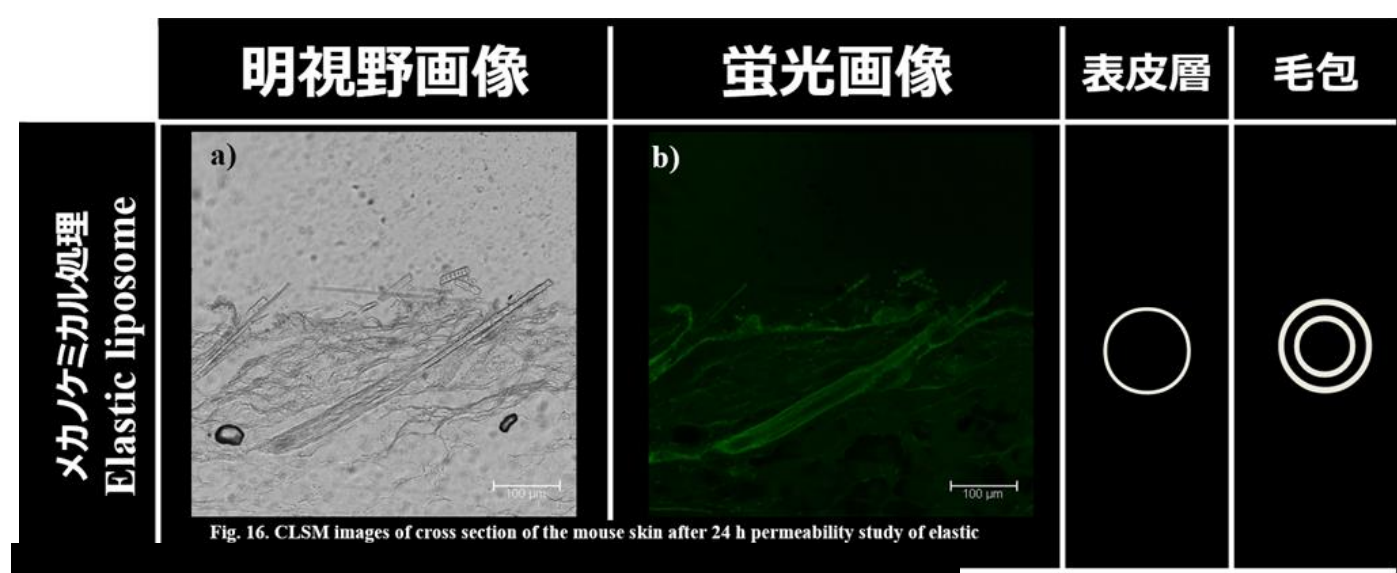 明視野画像
蛍光画像
表皮層
毛包
メカノケミカル処理
Elastic liposome
a)
b)
100 μm
100 μm
Fig. 16. CLSM images of cross section of the mouse skin after 24 h permeability study of elastic